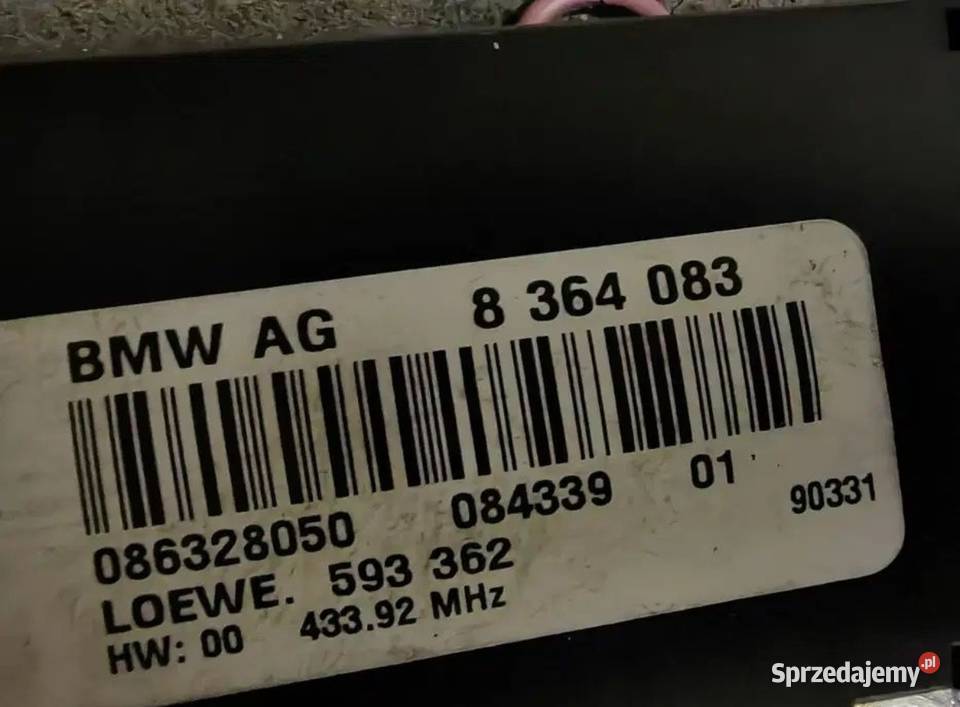 BMW AG 8 364 083
086328050 084339 01 90331
LOEWE. 593 362
HW: 00 433.92 MHz
Sprzedajemy.pl